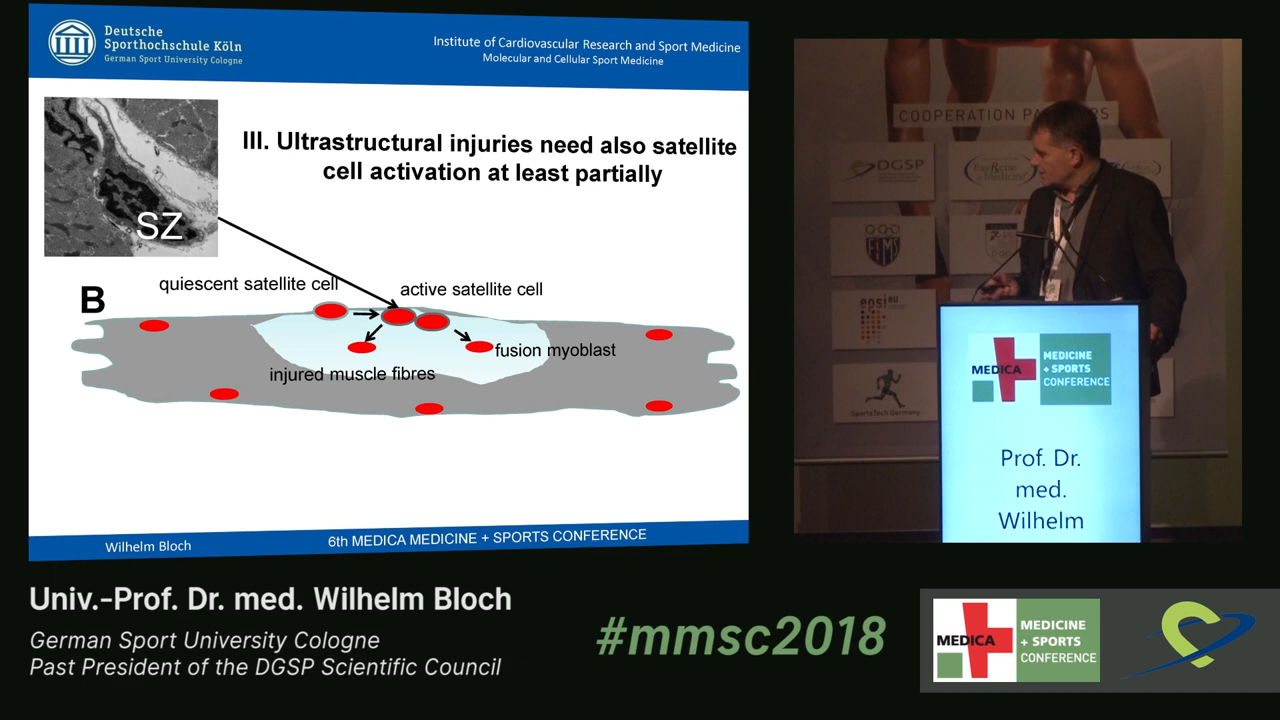 Deutsche
Sporthochschule Köln
German Sport University Cologne
Institute of Cardiovascular Research and Sport Medicine
Molecular and Cellular Sport Medicine
III. Ultrastructural injuries need also satellite
cell activation at least partially
SZ
quiescent satellite cell
active satellite cell
B
fusion myoblast
injured muscle fibres
Wilhelm Bloch
6th MEDICA MEDICINE + SPORTS CONFERENCE
COOPERATION PARTNERS
DGSP
FIMS
SportsTech Germany
MEDICA
MEDICINE
+ SPORTS
CONFERENCE
Prof. Dr.
med.
Wilhelm
Univ.-Prof. Dr. med. Wilhelm Bloch
German Sport University Cologne
Past President of the DGSP Scientific Council
#mmsc2018
MEDICA
MEDICINE
+ SPORTS
CONFERENCE